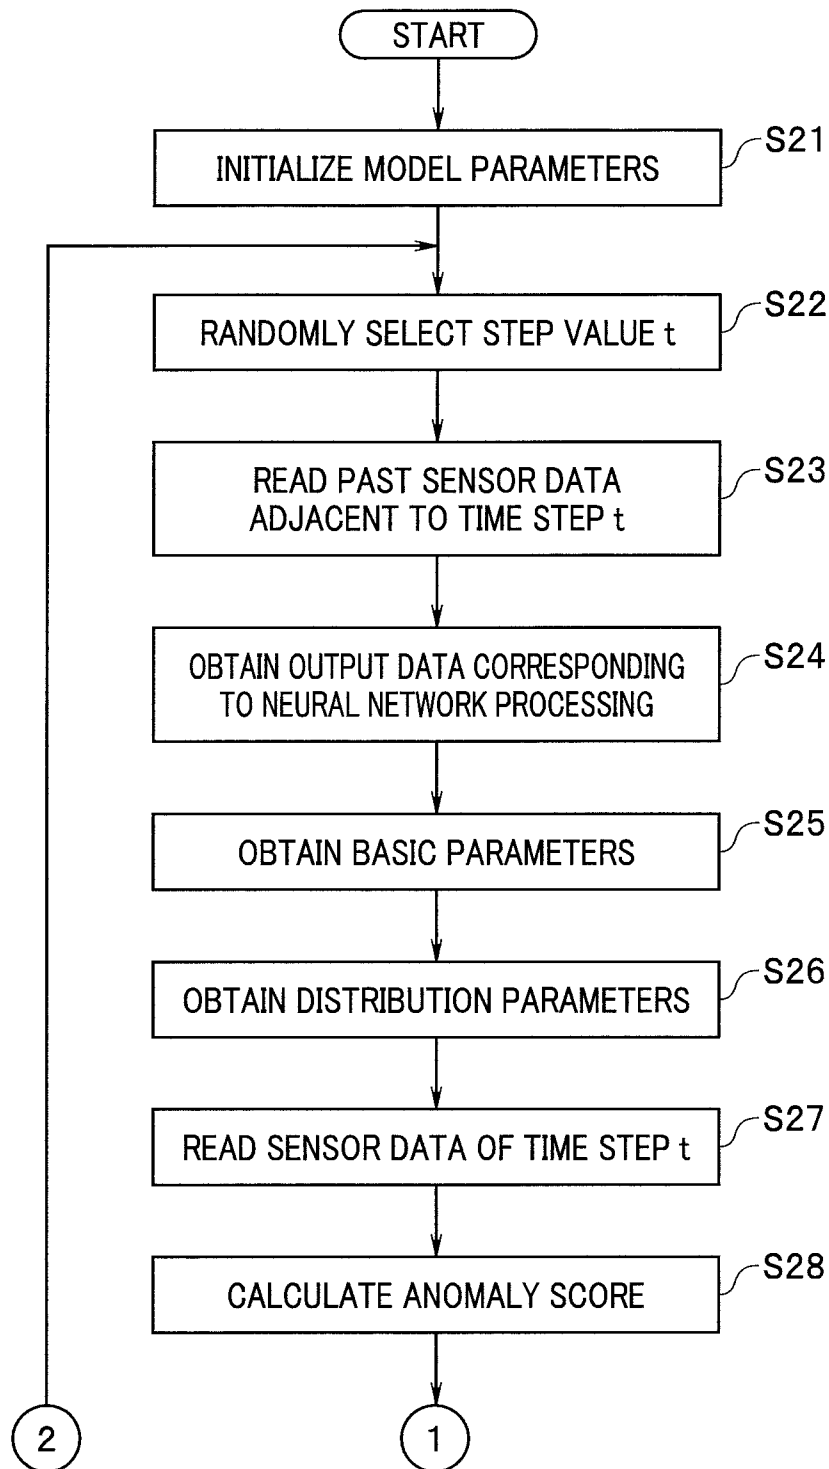 START
INITIALIZE MODEL PARAMETERS
S21
RANDOMLY SELECT STEP VALUE t
S22
READ PAST SENSOR DATA
ADJACENT TO TIME STEP t
S23
OBTAIN OUTPUT DATA CORRESPONDING
TO NEURAL NETWORK PROCESSING
S24
OBTAIN BASIC PARAMETERS
S25
OBTAIN DISTRIBUTION PARAMETERS
S26
READ SENSOR DATA OF TIME STEP t
S27
CALCULATE ANOMALY SCORE
S28
2
1